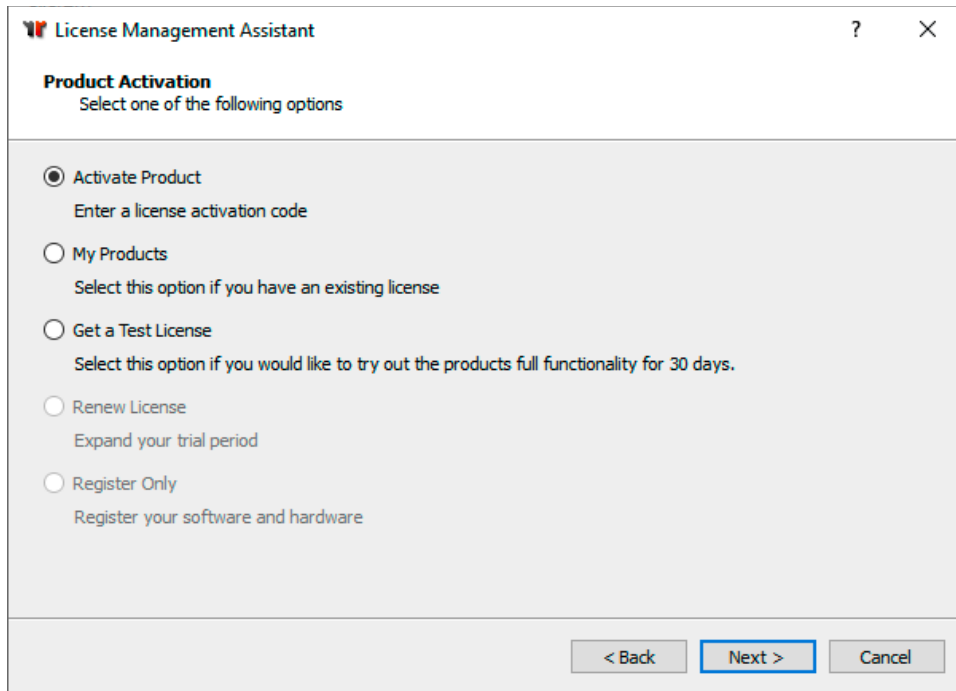 License Management Assistant
?
Product Activation
Select one of the following options
Activate Product
Enter a license activation code
My Products
Select this option if you have an existing license
Get a Test License
Select this option if you would like to try out the products full functionality for 30 days.
Renew License
Expand your trial period
Register Only
Register your software and hardware
< Back Next > Cancel